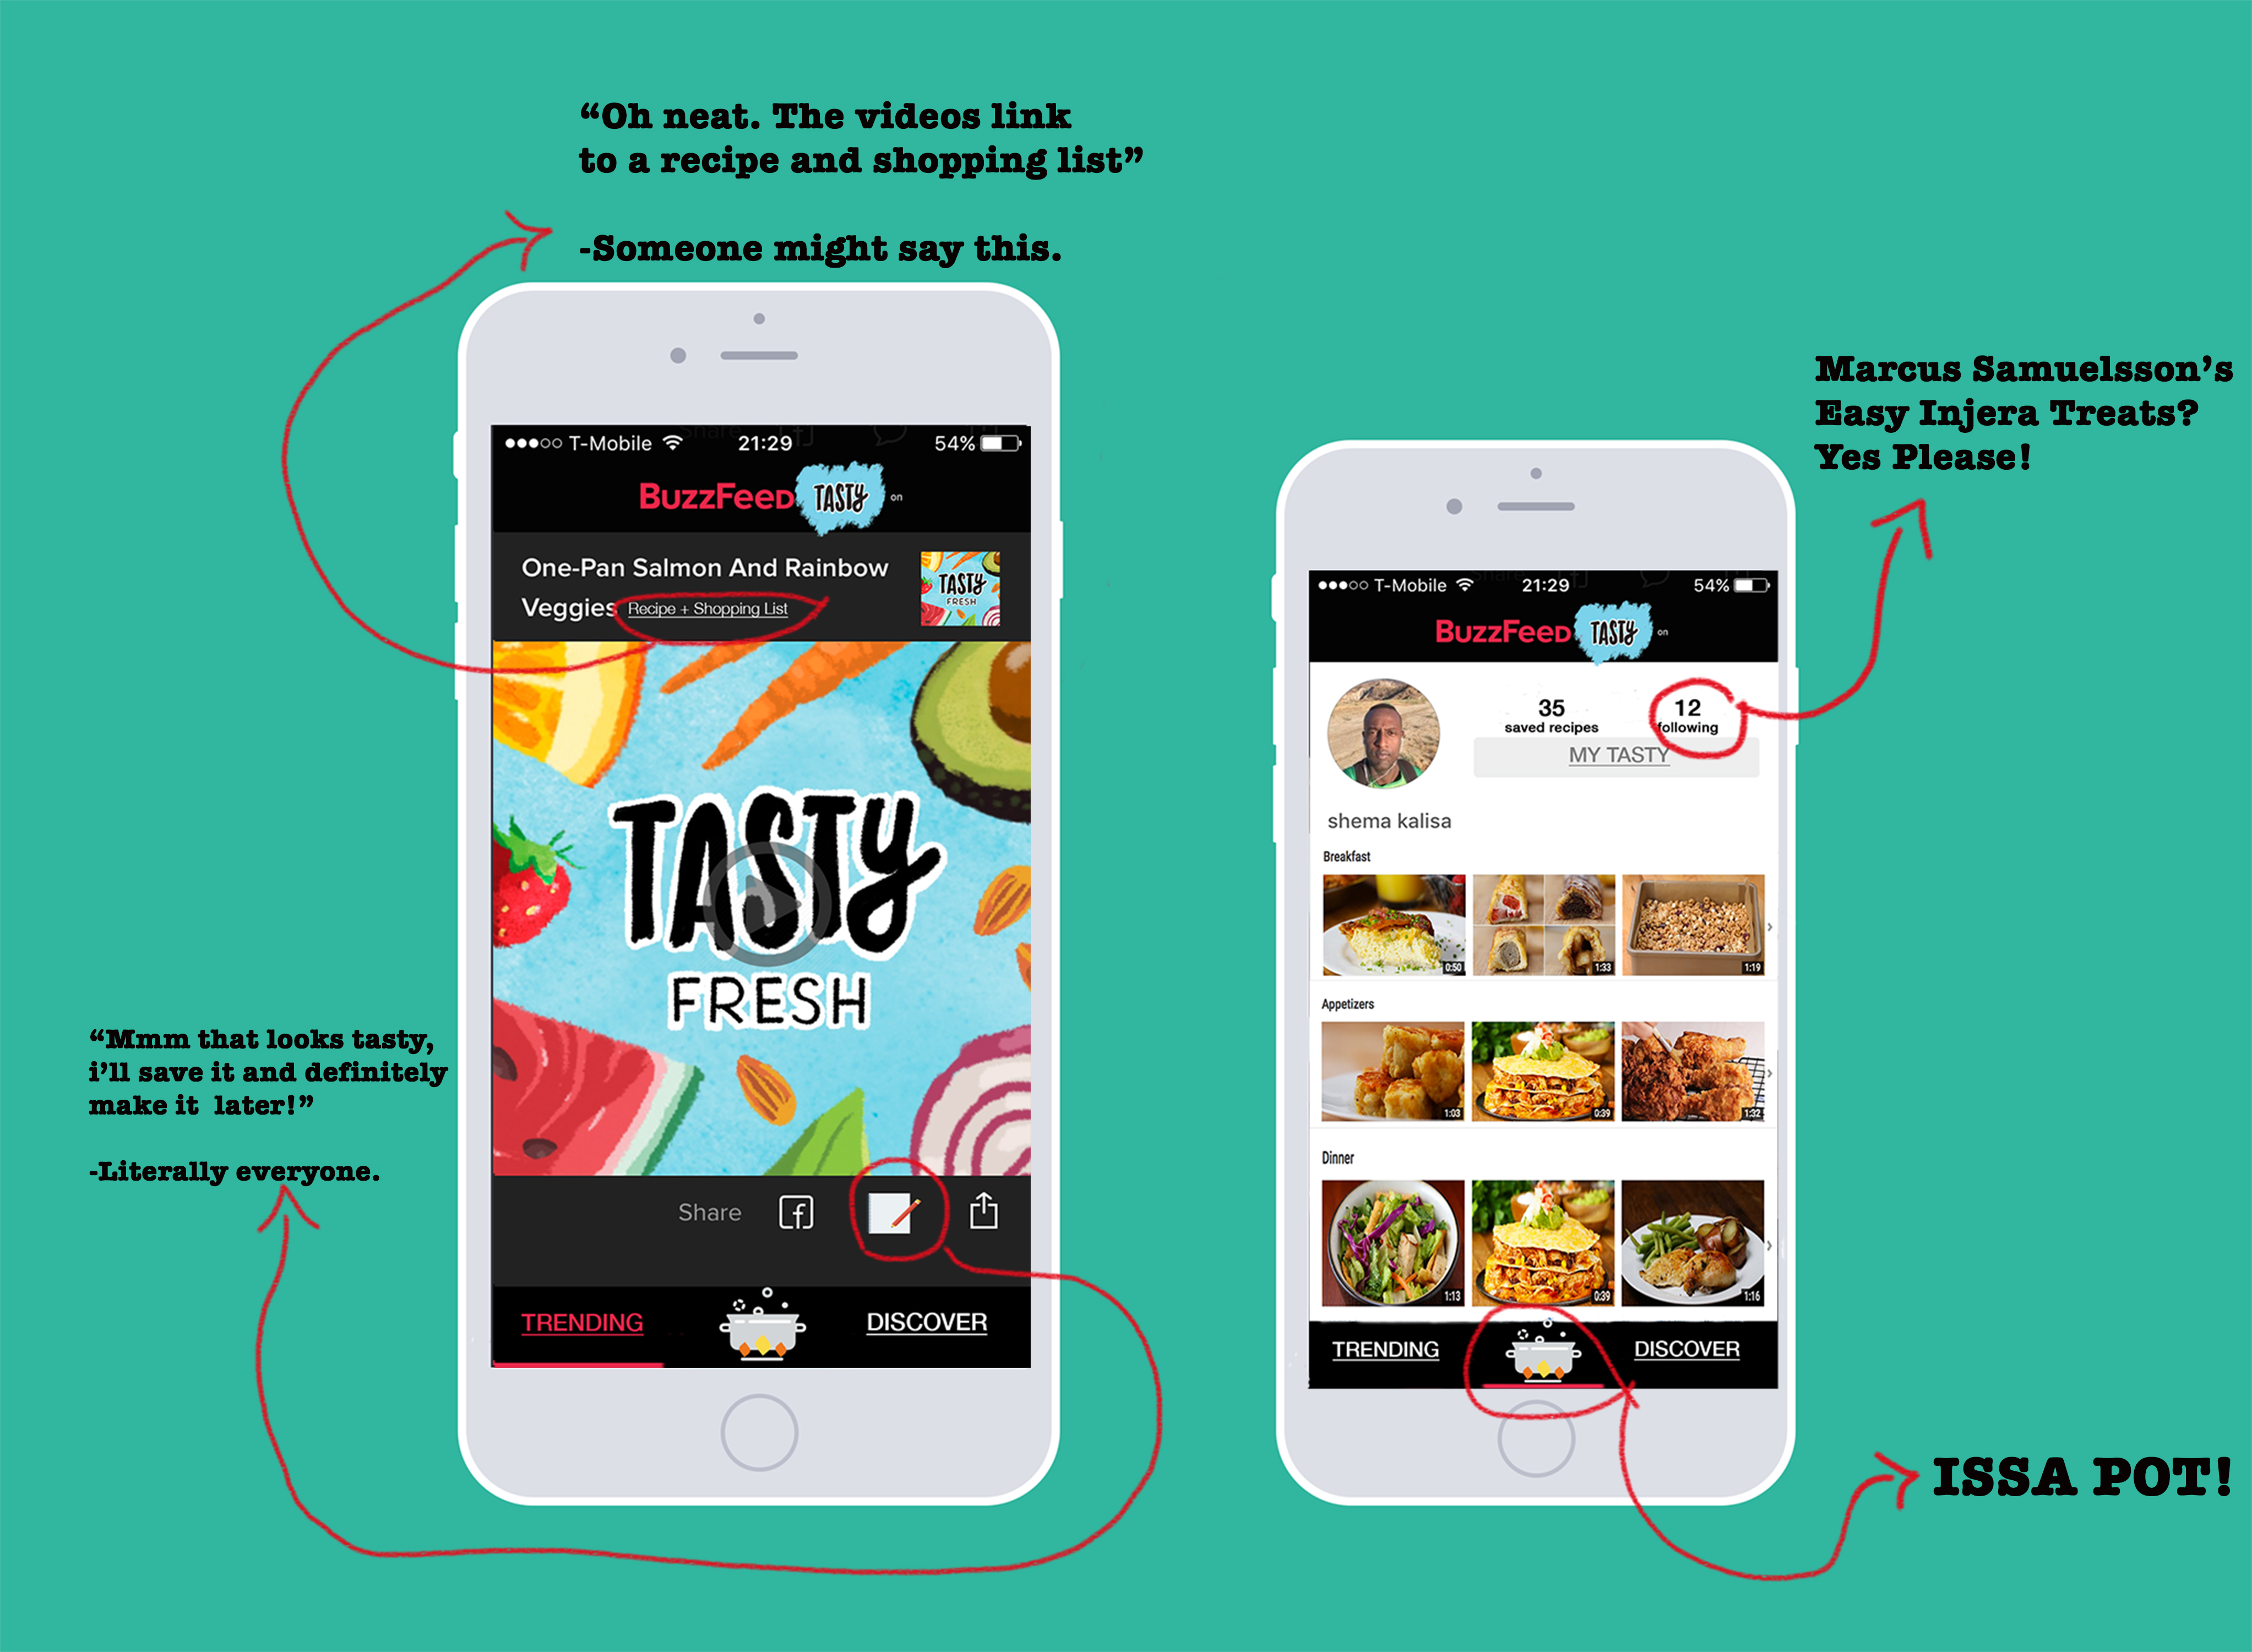 “Oh neat. The videos link
to a recipe and shopping list”
-Someone might say this.
T-Mobile 21:29 54%
BuzzFeed TASTY on
One-Pan Salmon And Rainbow
Veggies Recipe + Shopping List
TASTY
FRESH
TASTY
FRESH
Share
TRENDING DISCOVER
“Mmm that looks tasty,
i’ll save it and definitely
make it later!”
-Literally everyone.
Marcus Samuelsson’s
Easy Injera Treats?
Yes Please!
T-Mobile 21:29 54%
BuzzFeed TASTY on
35 12
saved recipes following
MY TASTY
shema kalisa
Breakfast
0:50 1:33 1:19
Appetizers
1:03 0:39 1:32
Dinner
1:13 0:39 1:16
TRENDING DISCOVER
ISSA POT!